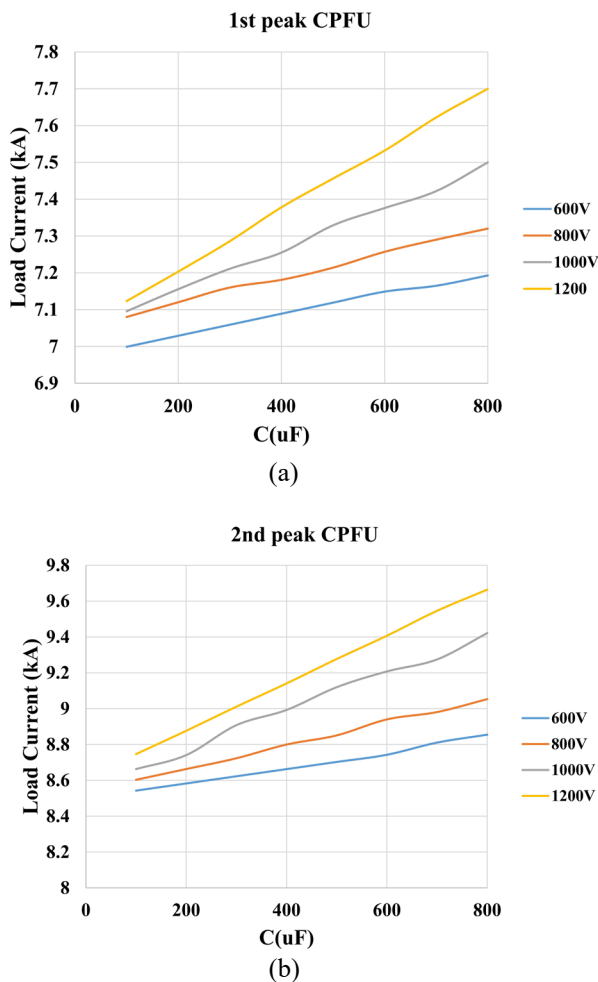 1st peak CPFU
Load Current (kA)
7.8
7.7
7.6
7.5
7.4
7.3
7.2
7.1
7
6.9
0 200 400 600 800
C(uF)
600V
800V
1000V
1200
(a)
2nd peak CPFU
Load Current (kA)
9.8
9.6
9.4
9.2
9
8.8
8.6
8.4
8.2
8
0 200 400 600 800
C(uF)
600V
800V
1000V
1200V
(b)